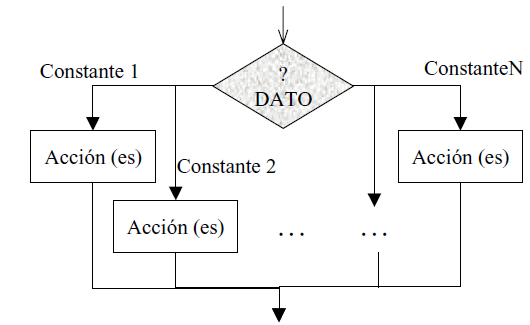 ?
DATO
Constante 1
ConstanteN
Acción (es)
Acción (es)
Constante 2
Acción (es)
...
...